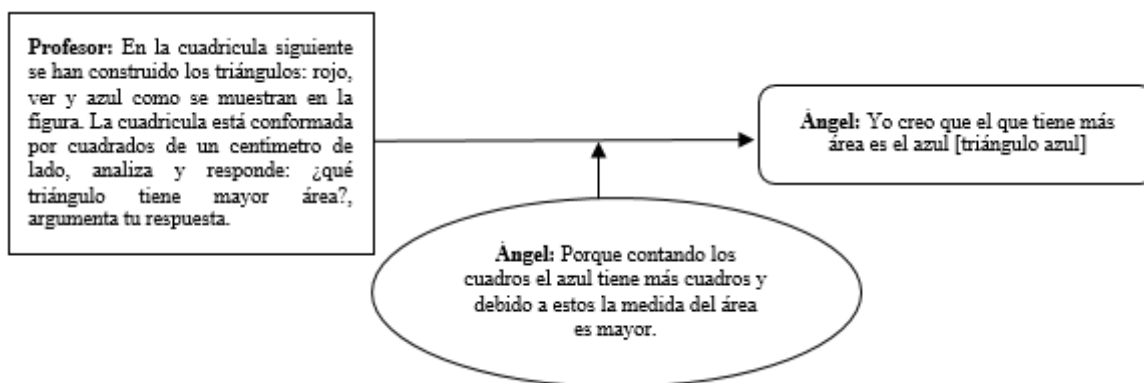 Profesor: En la cuadricula siguiente
se han construido los triángulos: rojo,
ver y azul como se muestran en la
figura. La cuadricula está conformada
por cuadrados de un centímetro de
lado, analiza y responde: ¿qué
triángulo tiene mayor área?,
argumenta tu respuesta.
Ángel: Yo creo que el que tiene más
área es el azul [triángulo azul]
Ángel: Porque contando los
cuadros el azul tiene más cuadros y
debido a estos la medida del área
es mayor.